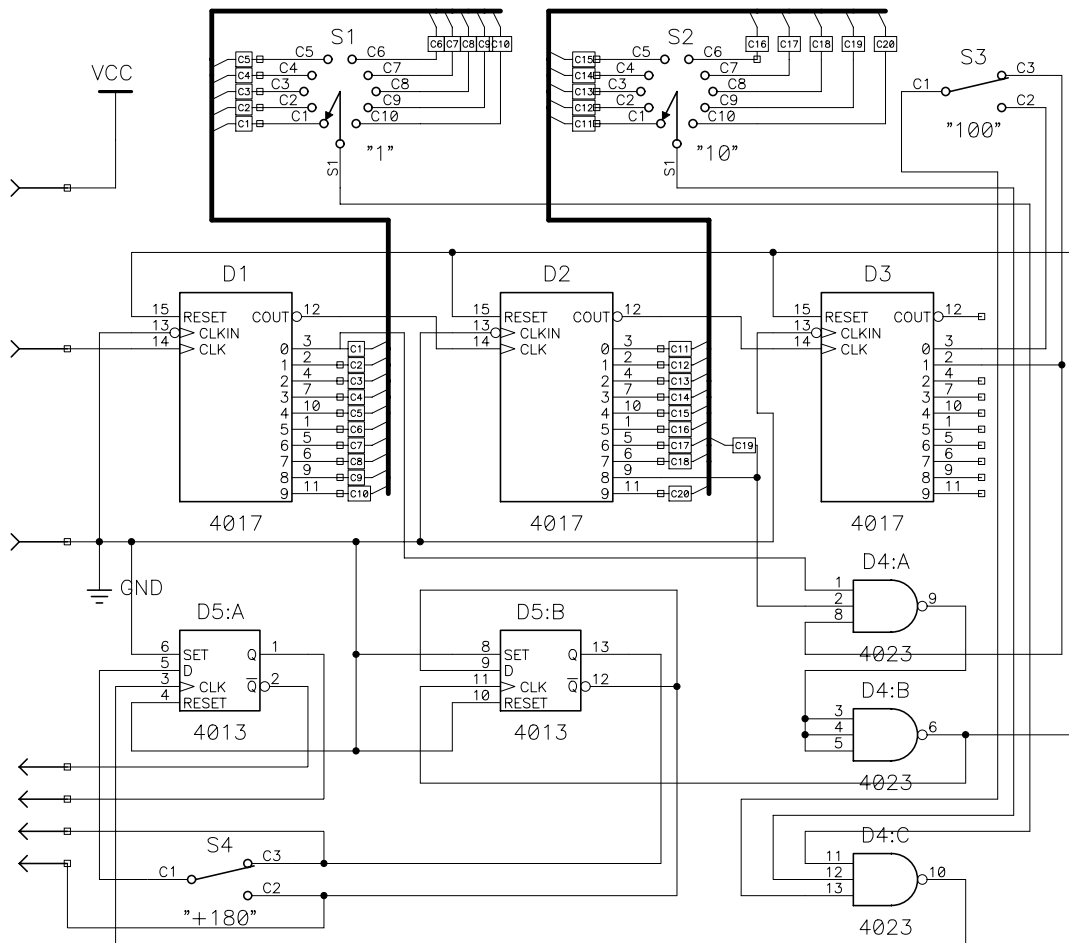 S1
C5 C5 C6 C6 C7 C8 C9 C10
C4 C4 C7
C3 C3 C8
C2 C2 C9
C1 C1 C10
"1"
S1
S2
C15 C5 C6 C16 C17 C18 C19 C20
C14 C4 C7
C13 C3 C8
C12 C2 C9
C11 C1 C10
"10"
S1
S3
C1 C3
C2
"100"
VCC
D1
15 RESET COUT 12
13 CLKIN
14 CLK
0 3 C1
1 2 C2
2 4 C3
3 7 C4
4 10 C5
5 1 C6
6 5 C7
7 6 C8
8 9 C9
9 11 C10
4017
D2
15 RESET COUT 12
13 CLKIN
14 CLK
0 3 C11
1 2 C12
2 4 C13
3 7 C14
4 10 C15
5 1 C16
6 5 C17 C19
7 6 C18
8 9
9 11 C20
4017
D3
15 RESET COUT 12
13 CLKIN
14 CLK
0 3
1 2
2 4
3 7
4 10
5 1
6 5
7 6
8 9
9 11
4017
GND
D5:A
6 SET Q 1
5 D
3 CLK Q 2
4 RESET
4013
D5:B
8 SET Q 13
9 D
11 CLK Q 12
10 RESET
4013
D4:A
1
2 9
8
4023
D4:B
3
4 6
5
4023
D4:C
11
12 10
13
4023
S4
C1 C3
C2
"+180"